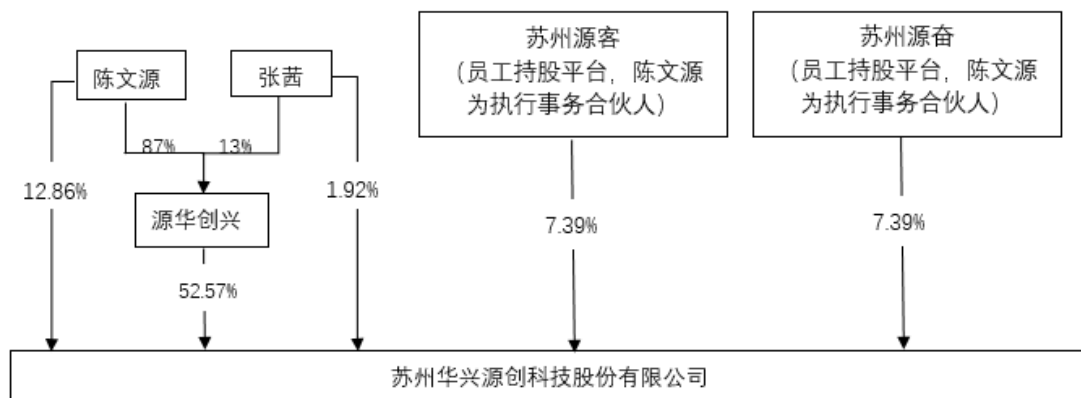 陈文源
张茜
苏州源客
（员工持股平台，陈文源
为执行事务合伙人）
苏州源奋
（员工持股平台，陈文源
为执行事务合伙人）
87%
13%
12.86%
源华创兴
1.92%
7.39%
7.39%
52.57%
苏州华兴源创科技股份有限公司